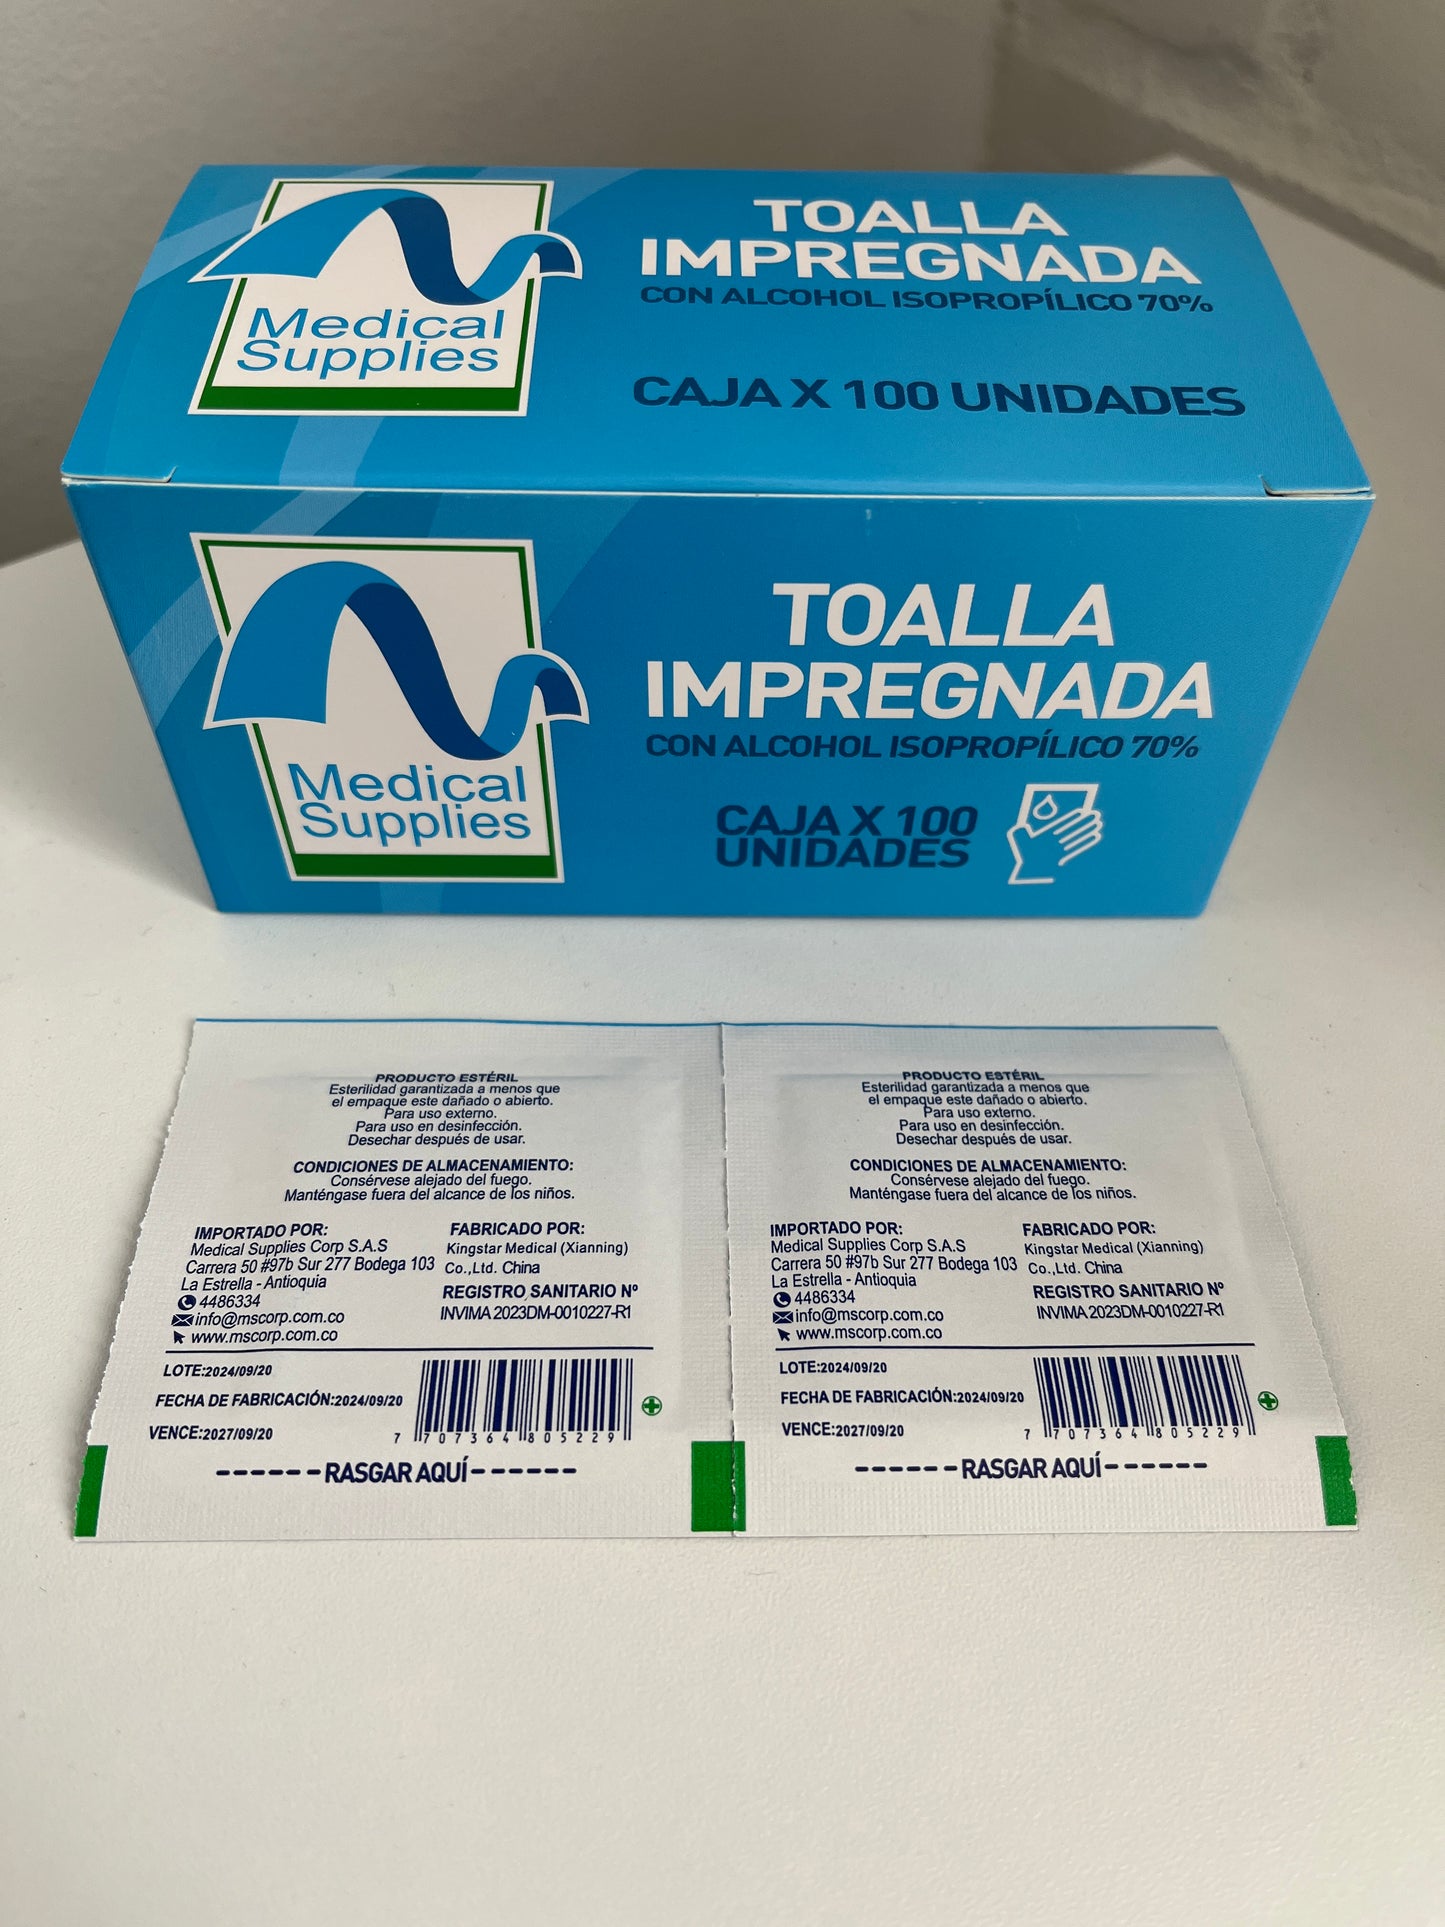 Medical
Supplies
TOALLA
IMPREGNADA
CON ALCOHOL ISOPROPÍLICO 70%
CAJA X 100 UNIDADES
Medical
Supplies
TOALLA
IMPREGNADA
CON ALCOHOL ISOPROPÍLICO 70%
CAJA X 100
UNIDADES
PRODUCTO ESTÉRIL
Esterilidad garantizada a menos que
el empaque este dañado o abierto.
Para uso externo.
Para uso en desinfección.
Desechar después de usar.
CONDICIONES DE ALMACENAMIENTO:
Consérvese alejado del fuego.
Manténgase fuera del alcance de los niños.
IMPORTADO POR:
Medical Supplies Corp S.A.S
Carrera 50 #97b Sur 277 Bodega 103
La Estrella - Antioquia
4486334
info@mscorp.com.co
www.mscorp.com.co
FABRICADO POR:
Kingstar Medical (Xianning)
Co.,Ltd. China
REGISTRO SANITARIO Nº
INVIMA 2023DM-0010227-R1
LOTE:2024/09/20
FECHA DE FABRICACIÓN:2024/09/20
VENCE:2027/09/20
7 707364 805229
------RASGAR AQUÍ------
PRODUCTO ESTÉRIL
Esterilidad garantizada a menos que
el empaque este dañado o abierto.
Para uso externo.
Para uso en desinfección.
Desechar después de usar.
CONDICIONES DE ALMACENAMIENTO:
Consérvese alejado del fuego.
Manténgase fuera del alcance de los niños.
IMPORTADO POR:
Medical Supplies Corp S.A.S
Carrera 50 #97b Sur 277 Bodega 103
La Estrella - Antioquia
4486334
info@mscorp.com.co
www.mscorp.com.co
FABRICADO POR:
Kingstar Medical (Xianning)
Co.,Ltd. China
REGISTRO SANITARIO Nº
INVIMA 2023DM-0010227-R1
LOTE:2024/09/20
FECHA DE FABRICACIÓN:2024/09/20
VENCE:2027/09/20
7 707364 805229
------RASGAR AQUÍ------